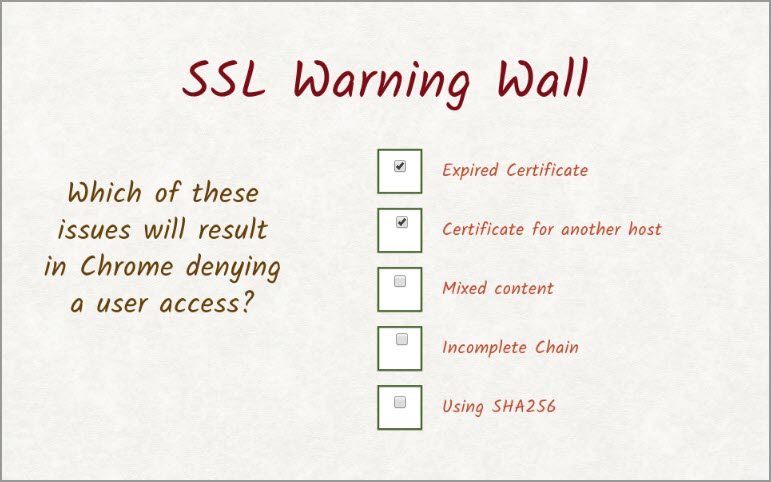 SSL Warning Wall
Which of these
issues will result
in Chrome denying
a user access?
Expired Certificate
Certificate for another host
Mixed content
Incomplete Chain
Using SHA256